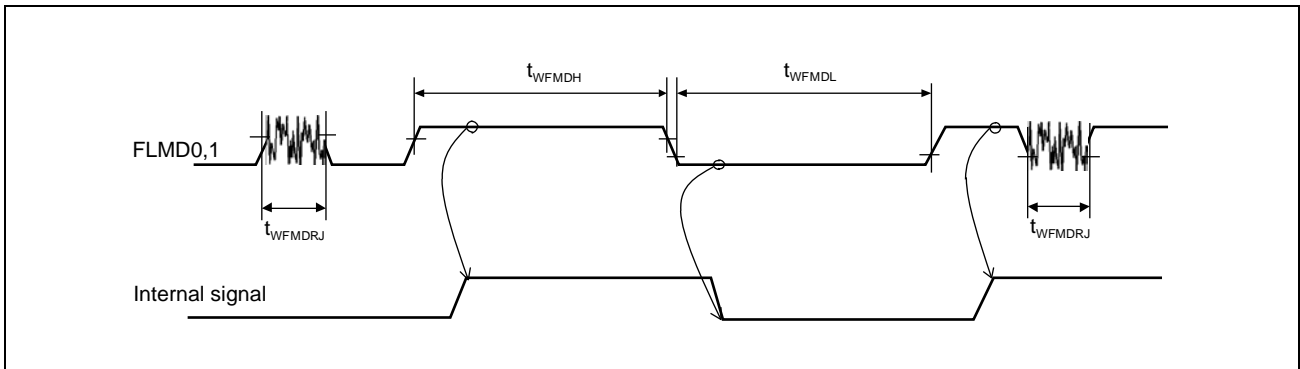 tWFMDH
tWFMDL
FLMD0,1
tWFMDRJ
tWFMDRJ
Internal signal